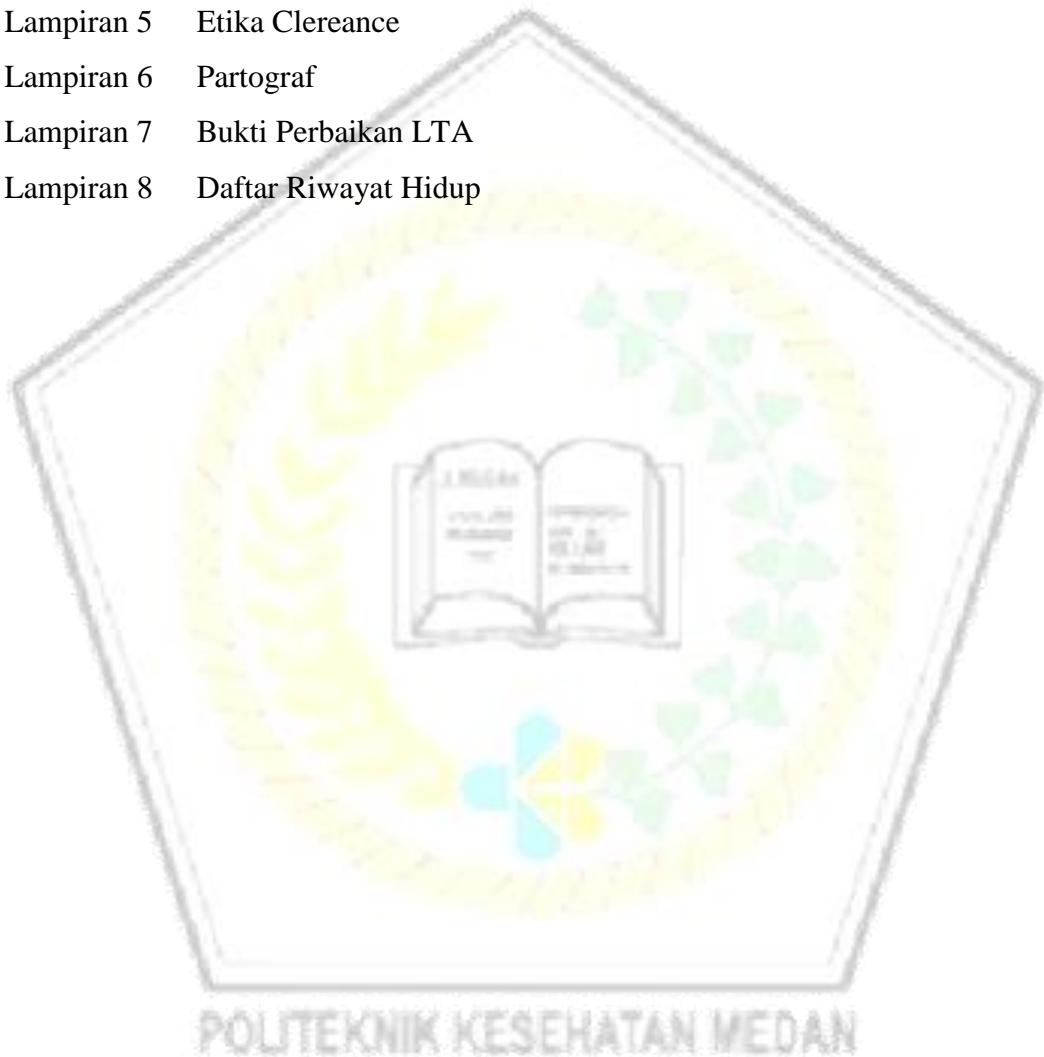 Lampiran 5 Etika Clereance
Lampiran 6 Partograf
Lampiran 7 Bukti Perbaikan LTA
Lampiran 8 Daftar Riwayat Hidup
POLITEKNIK KESEHATAN MEDAN